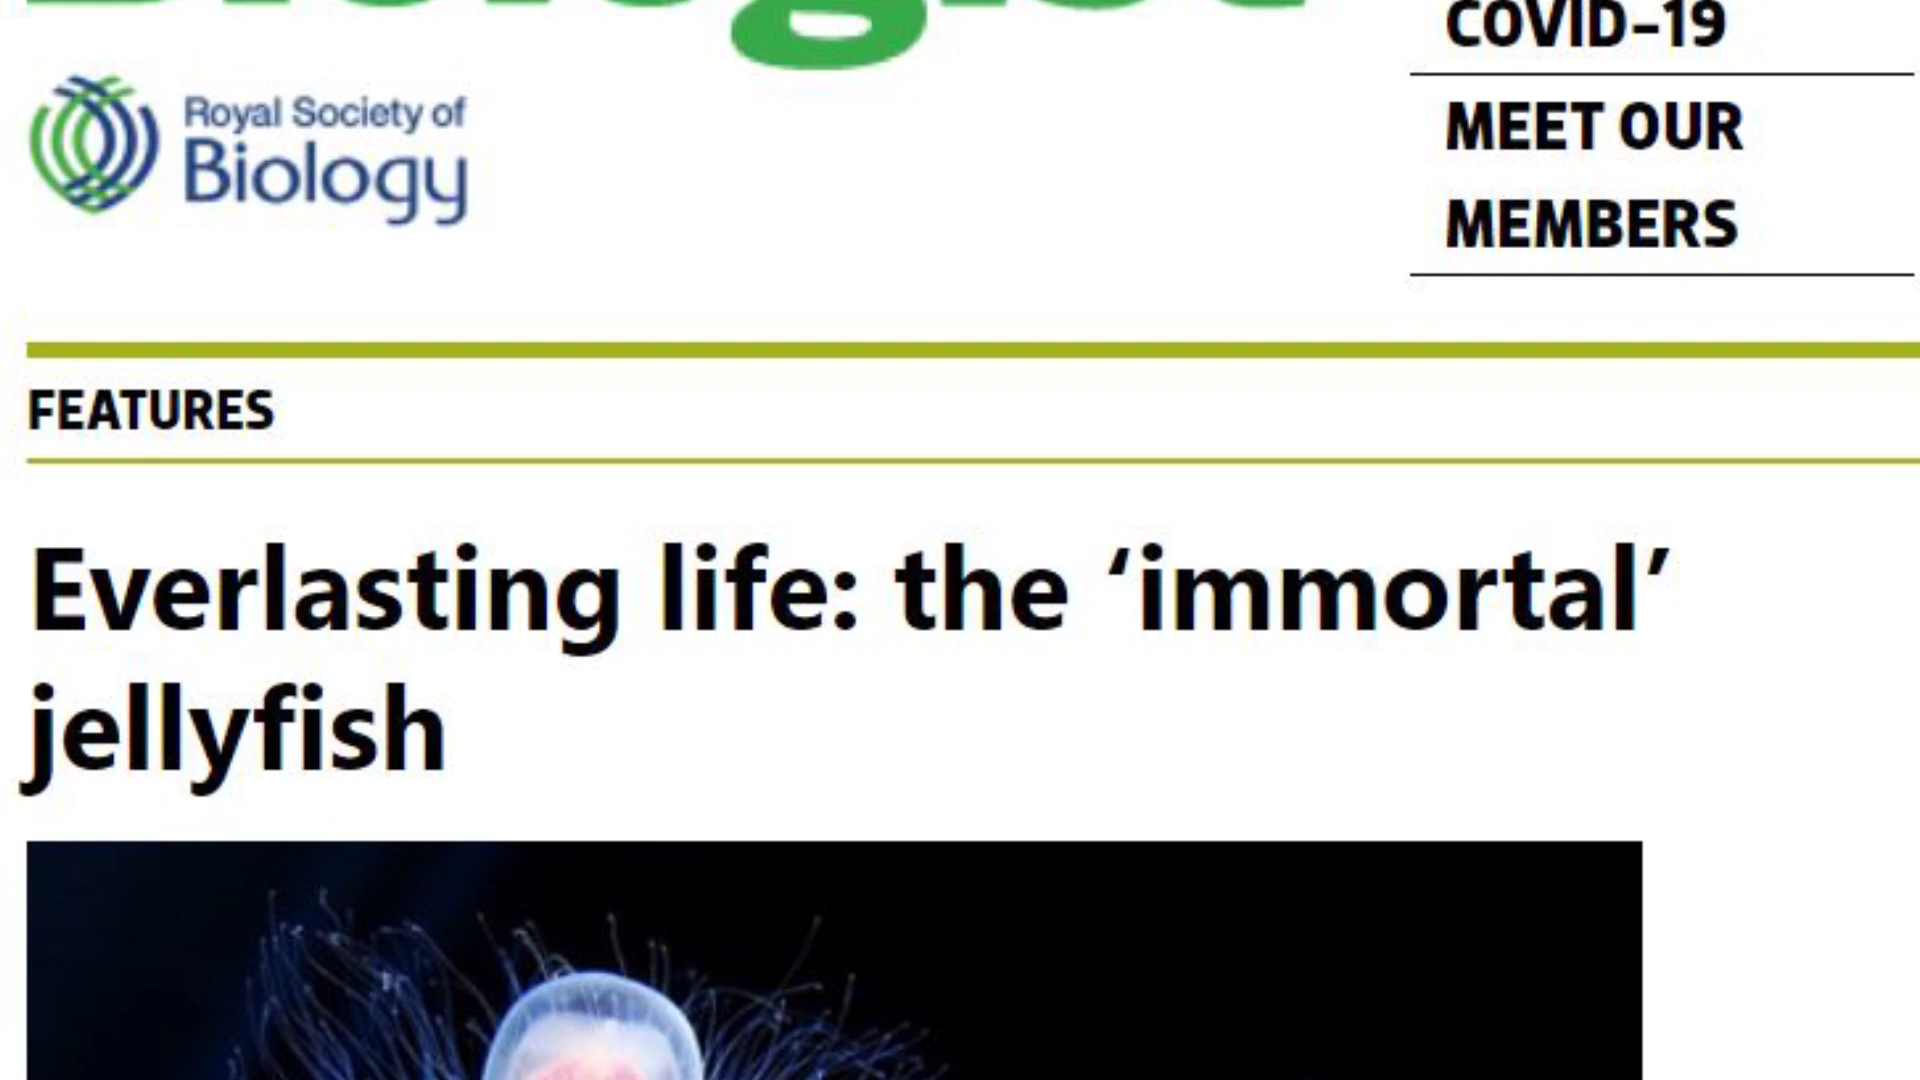 Royal Society of
Biology
COVID-19
MEET OUR
MEMBERS
FEATURES
Everlasting life: the ‘immortal’
jellyfish